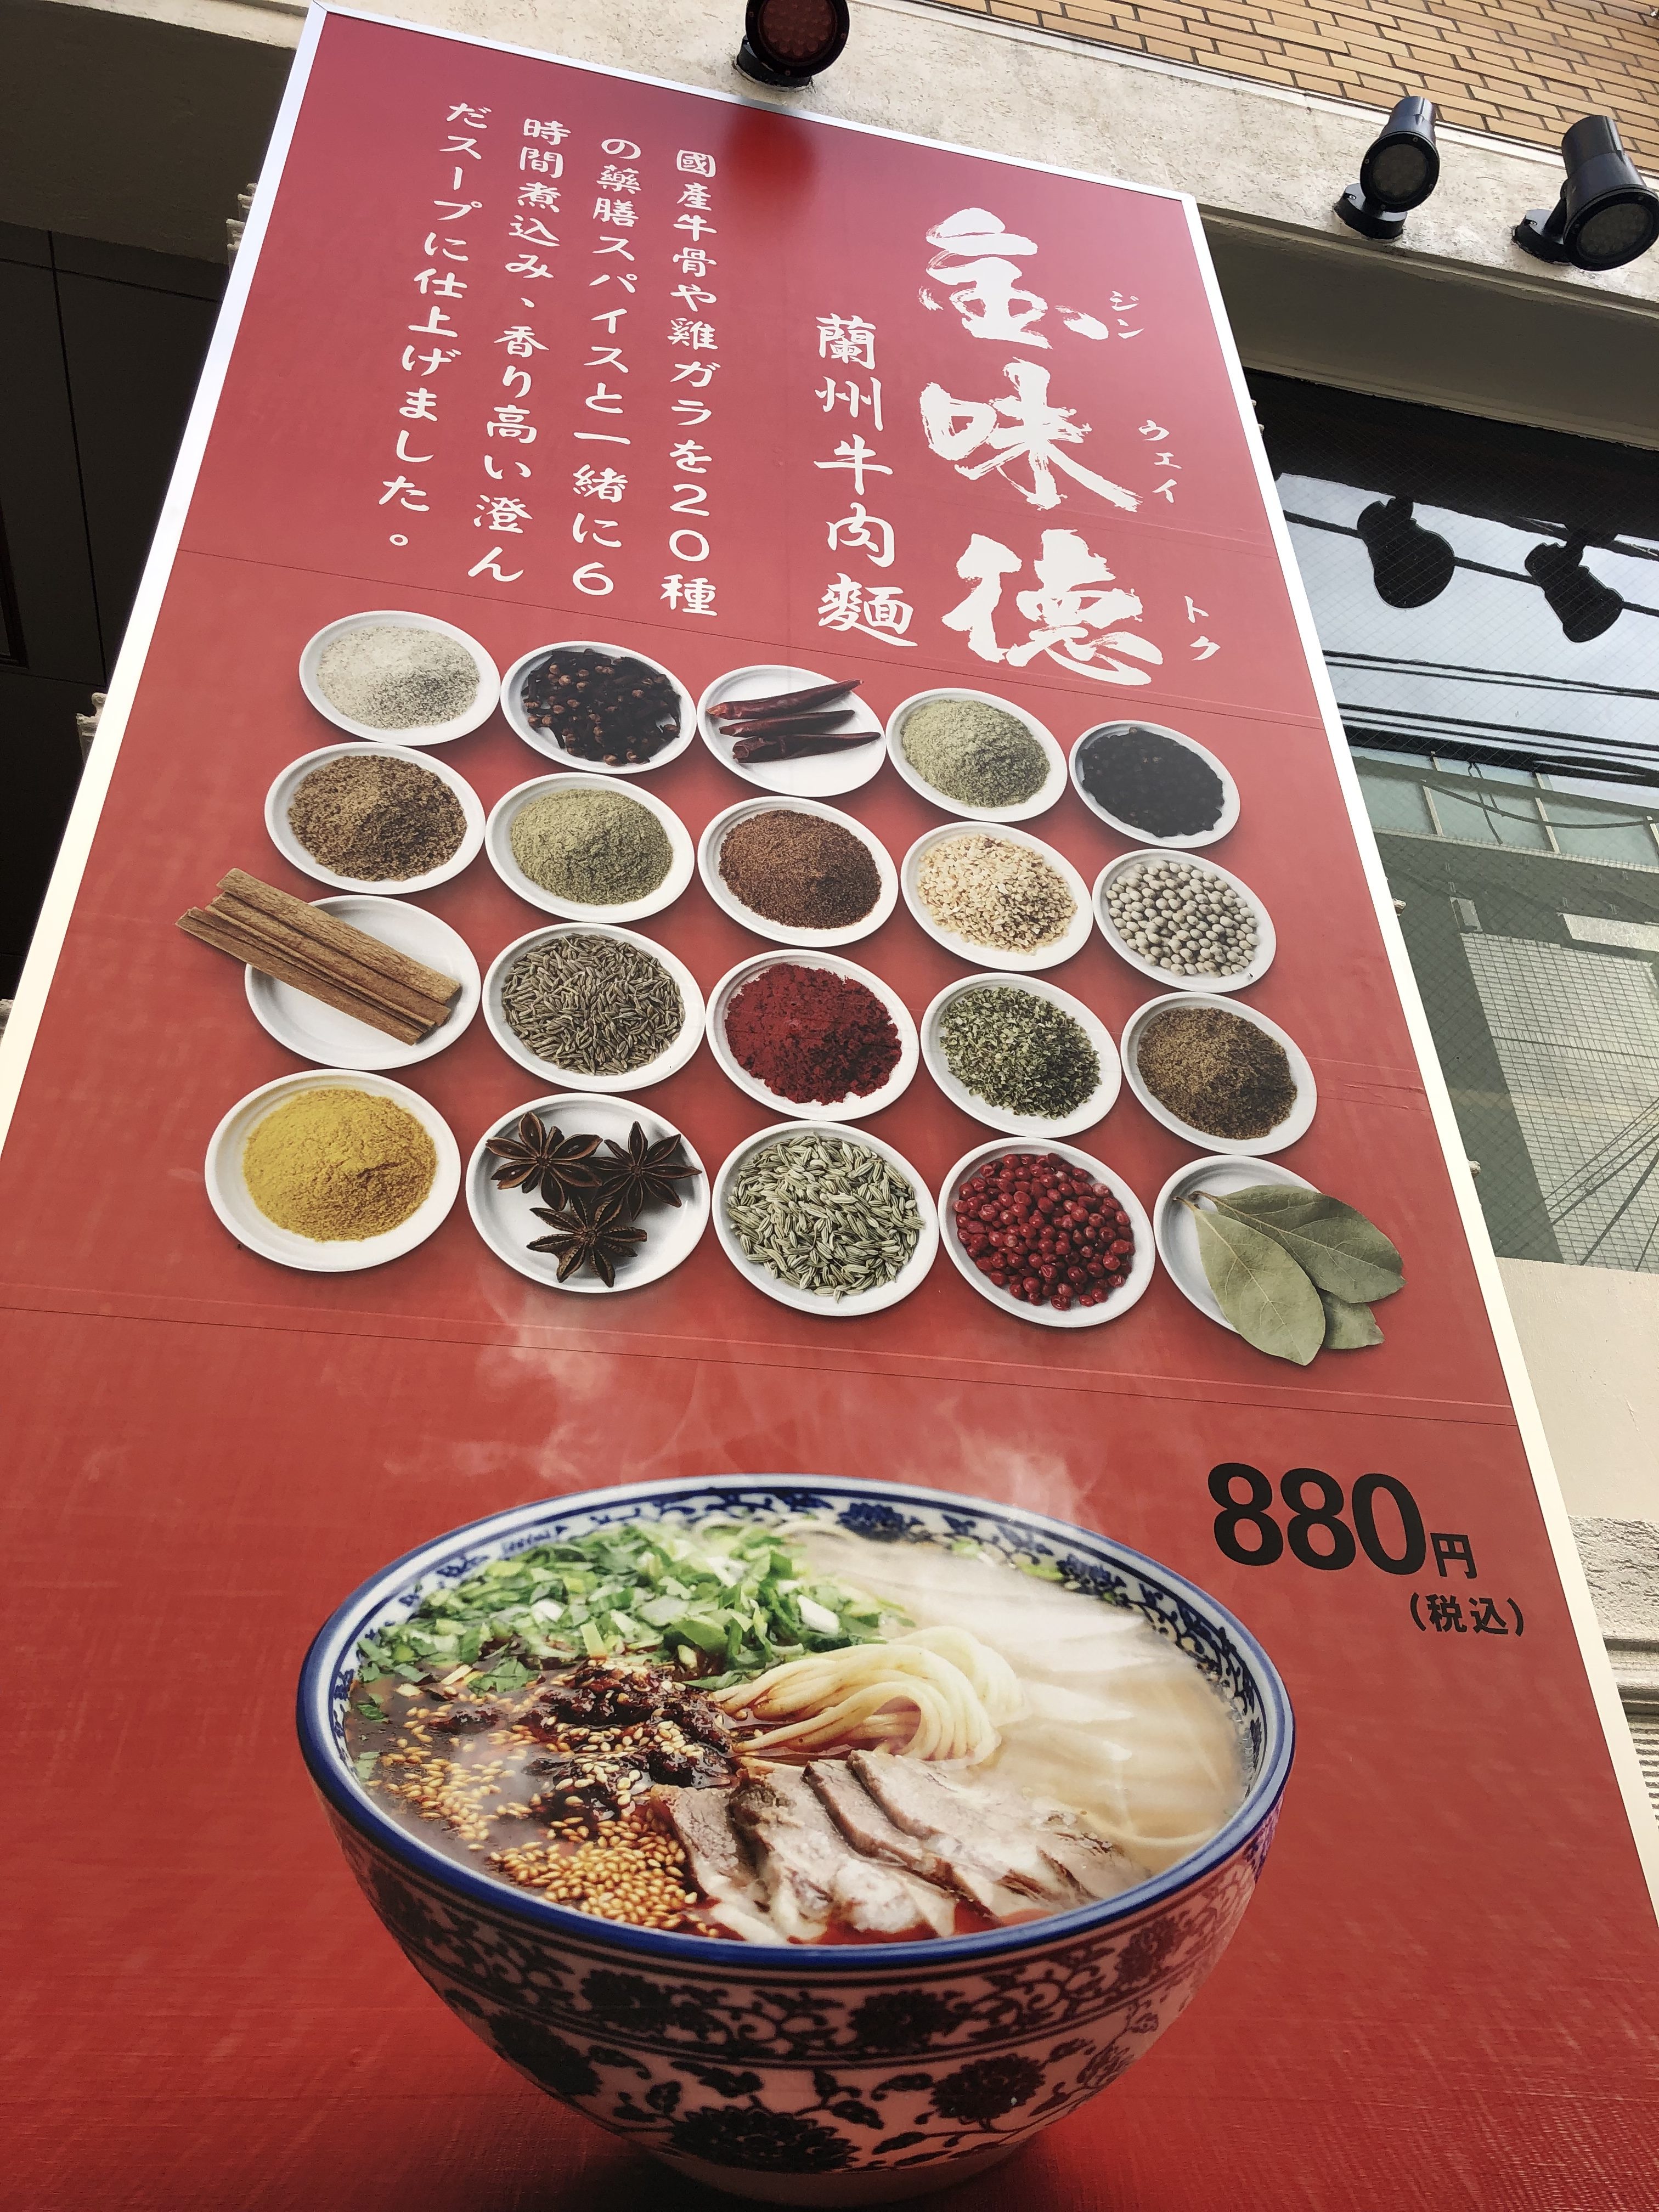 金味德
ジンウェイトク
蘭州牛肉麵
國產牛骨や雞ガラを20種
の藥膳スパイスと一緒に6
時間煮込み、香り高い澄ん
だスープに仕上げました。
880円
(税込)